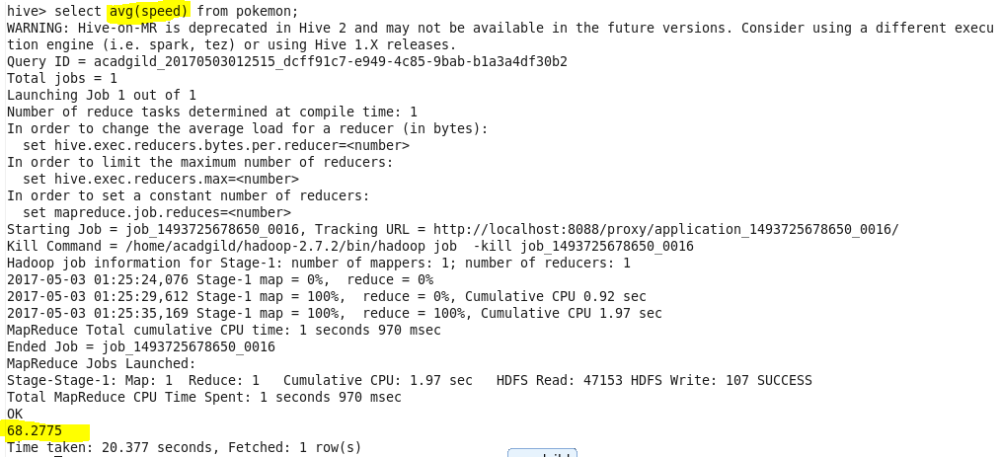 hive> select avg(speed) from pokemon;
WARNING: Hive-on-MR is deprecated in Hive 2 and may not be available in the future versions. Consider using a different execu
tion engine (i.e. spark, tez) or using Hive 1.X releases.
Query ID = acadgild_20170503012515_dcff91c7-e949-4c85-9bab-b1a3a4df30b2
Total jobs = 1
Launching Job 1 out of 1
Number of reduce tasks determined at compile time: 1
In order to change the average load for a reducer (in bytes):
  set hive.exec.reducers.bytes.per.reducer=<number>
In order to limit the maximum number of reducers:
  set hive.exec.reducers.max=<number>
In order to set a constant number of reducers:
  set mapreduce.job.reduces=<number>
Starting Job = job_1493725678650_0016, Tracking URL = http://localhost:8088/proxy/application_1493725678650_0016/
Kill Command = /home/acadgild/hadoop-2.7.2/bin/hadoop job  -kill job_1493725678650_0016
Hadoop job information for Stage-1: number of mappers: 1; number of reducers: 1
2017-05-03 01:25:24,076 Stage-1 map = 0%,  reduce = 0%
2017-05-03 01:25:29,612 Stage-1 map = 100%,  reduce = 0%, Cumulative CPU 0.92 sec
2017-05-03 01:25:35,169 Stage-1 map = 100%,  reduce = 100%, Cumulative CPU 1.97 sec
MapReduce Total cumulative CPU time: 1 seconds 970 msec
Ended Job = job_1493725678650_0016
MapReduce Jobs Launched:
Stage-Stage-1: Map: 1  Reduce: 1   Cumulative CPU: 1.97 sec   HDFS Read: 47153 HDFS Write: 107 SUCCESS
Total MapReduce CPU Time Spent: 1 seconds 970 msec
OK
68.2775
Time taken: 20.377 seconds, Fetched: 1 row(s)